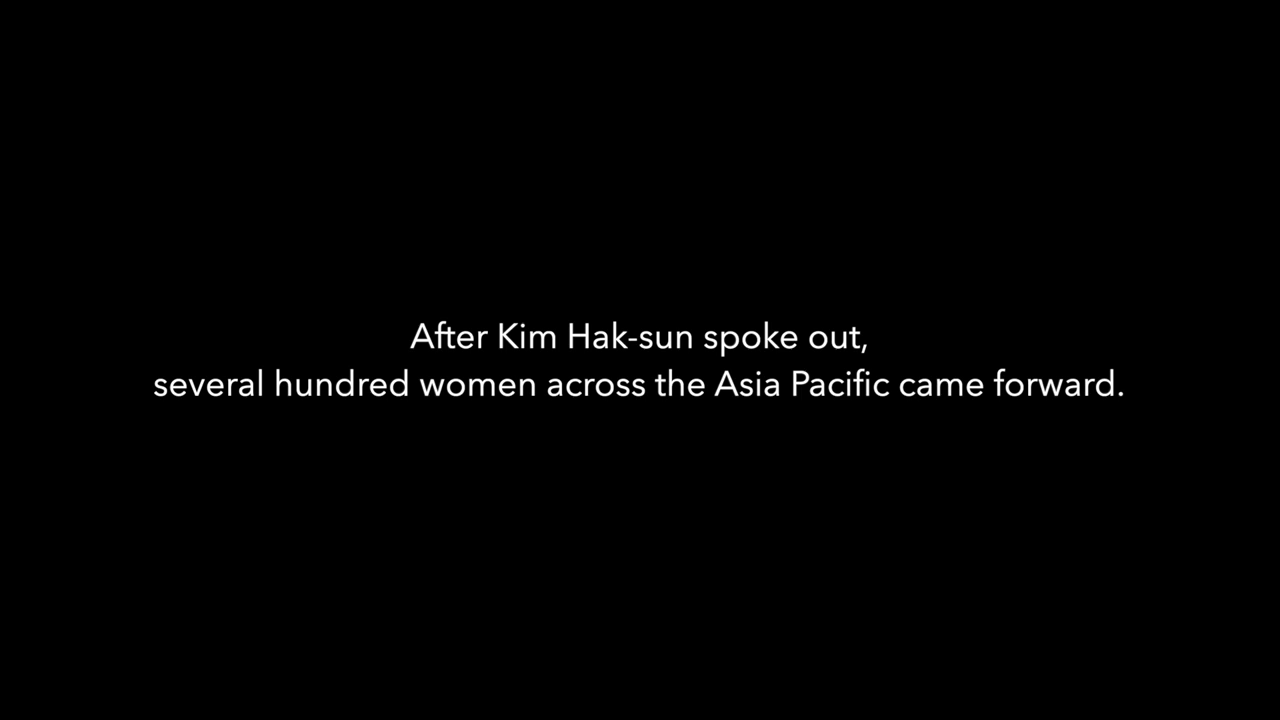 After Kim Hak-sun spoke out,
several hundred women across the Asia Pacific came forward.